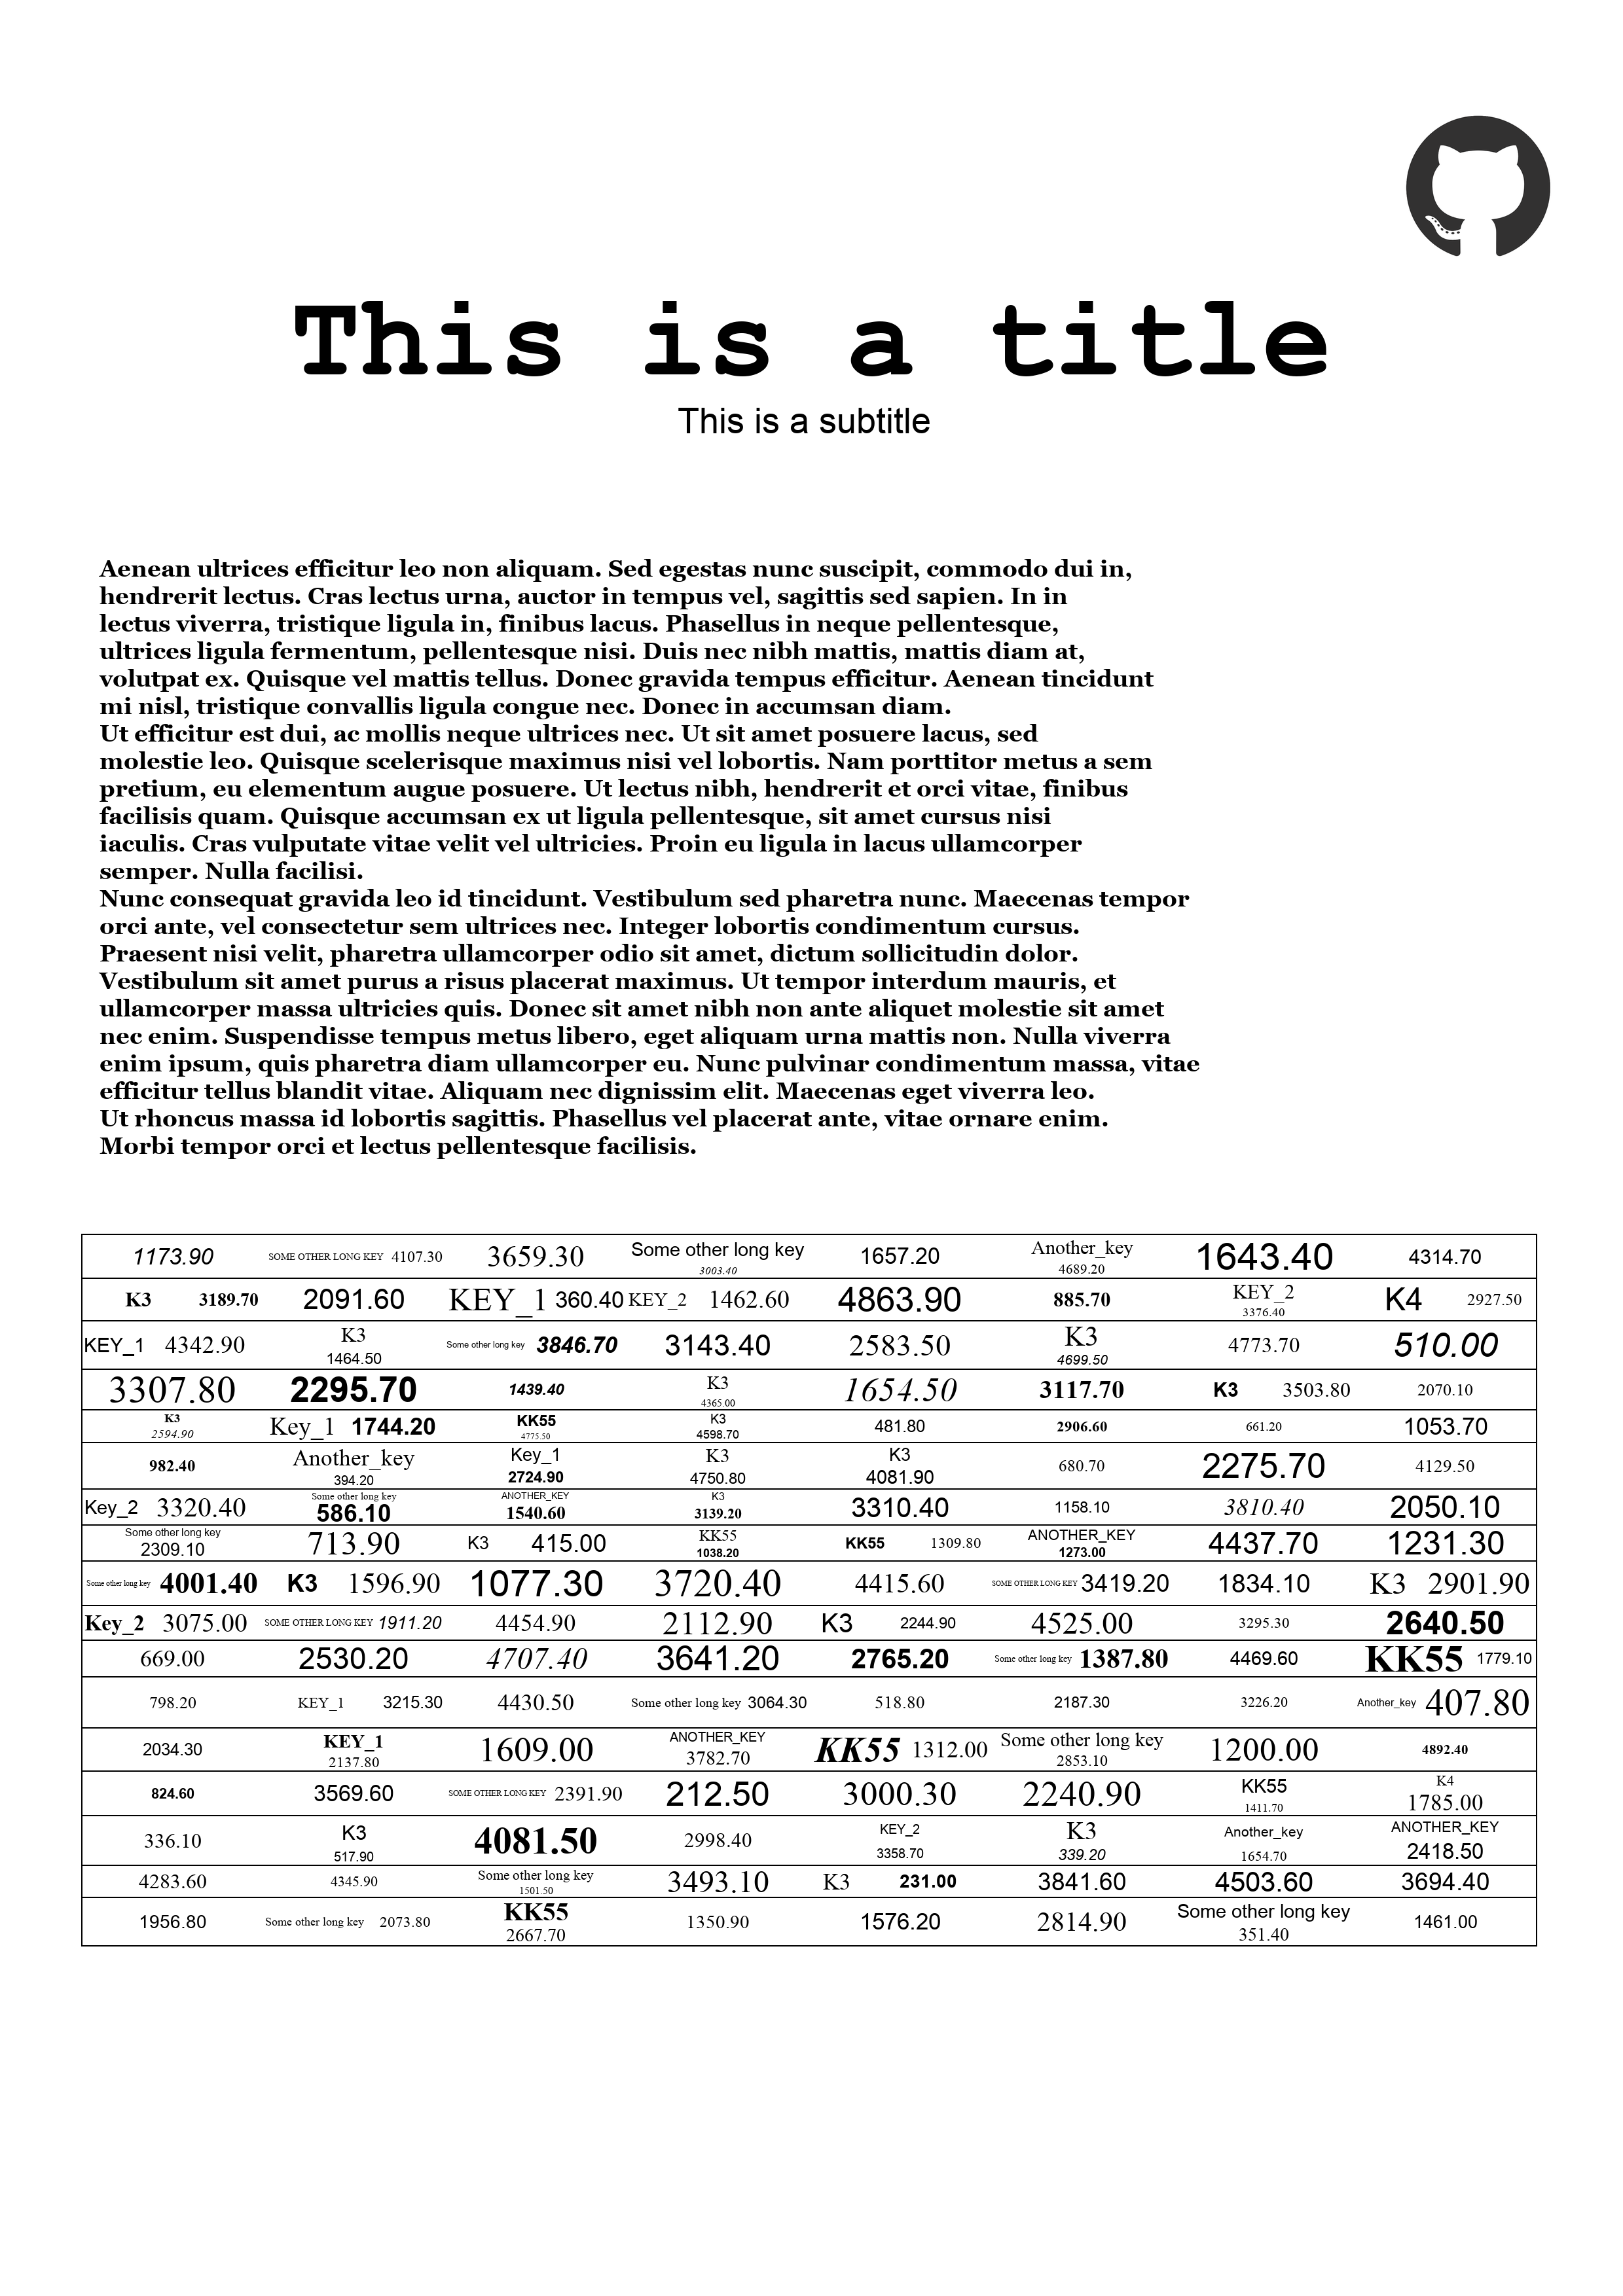 This is a title
This is a subtitle
Aenean ultrices efficitur leo non aliquam. Sed egestas nunc suscipit, commodo dui in,
hendrerit lectus. Cras lectus urna, auctor in tempus vel, sagittis sed sapien. In in
lectus viverra, tristique ligula in, finibus lacus. Phasellus in neque pellentesque,
ultrices ligula fermentum, pellentesque nisi. Duis nec nibh mattis, mattis diam at,
volutpat ex. Quisque vel mattis tellus. Donec gravida tempus efficitur. Aenean tincidunt
mi nisl, tristique convallis ligula congue nec. Donec in accumsan diam.
Ut efficitur est dui, ac mollis neque ultrices nec. Ut sit amet posuere lacus, sed
molestie leo. Quisque scelerisque maximus nisi vel lobortis. Nam porttitor metus a sem
pretium, eu elementum augue posuere. Ut lectus nibh, hendrerit et orci vitae, finibus
facilisis quam. Quisque accumsan ex ut ligula pellentesque, sit amet cursus nisi
iaculis. Cras vulputate vitae velit vel ultricies. Proin eu ligula in lacus ullamcorper
semper. Nulla facilisi.
Nunc consequat gravida leo id tincidunt. Vestibulum sed pharetra nunc. Maecenas tempor
orci ante, vel consectetur sem ultrices nec. Integer lobortis condimentum cursus.
Praesent nisi velit, pharetra ullamcorper odio sit amet, dictum sollicitudin dolor.
Vestibulum sit amet purus a risus placerat maximus. Ut tempor interdum mauris, et
ullamcorper massa ultricies quis. Donec sit amet nibh non ante aliquet molestie sit amet
nec enim. Suspendisse tempus metus libero, eget aliquam urna mattis non. Nulla viverra
enim ipsum, quis pharetra diam ullamcorper eu. Nunc pulvinar condimentum massa, vitae
efficitur tellus blandit vitae. Aliquam nec dignissim elit. Maecenas eget viverra leo.
Ut rhoncus massa id lobortis sagittis. Phasellus vel placerat ante, vitae ornare enim.
Morbi tempor orci et lectus pellentesque facilisis.
1173.90 SOME OTHER LONG KEY 4107.30 3659.30 Some other long key 3003.40 1657.20 Another_key 4689.20 1643.40 4314.70
K3 3189.70 2091.60 KEY_1 360.40 KEY_2 1462.60 4863.90 885.70 KEY_2 3376.40 K4 2927.50
KEY_1 4342.90 K3 1464.50 Some other long key 3846.70 3143.40 2583.50 K3 4699.50 4773.70 510.00
3307.80 2295.70 1439.40 K3 4365.00 1654.50 3117.70 K3 3503.80 2070.10
K3 2594.90 Key_1 1744.20 KK55 4775.50 K3 4598.70 481.80 2906.60 661.20 1053.70
982.40 Another_key 394.20 Key_1 2724.90 K3 4750.80 K3 4081.90 680.70 2275.70 4129.50
Key_2 3320.40 Some other long key 586.10 ANOTHER_KEY 1540.60 K3 3139.20 3310.40 1158.10 3810.40 2050.10
Some other long key 2309.10 713.90 K3 415.00 KK55 1038.20 KK55 1309.80 ANOTHER_KEY 1273.00 4437.70 1231.30
Some other long key 4001.40 K3 1596.90 1077.30 3720.40 4415.60 SOME OTHER LONG KEY 3419.20 1834.10 K3 2901.90
Key_2 3075.00 SOME OTHER LONG KEY 1911.20 4454.90 2112.90 K3 2244.90 4525.00 3295.30 2640.50
669.00 2530.20 4707.40 3641.20 2765.20 Some other long key 1387.80 4469.60 KK55 1779.10
798.20 KEY_1 3215.30 4430.50 Some other long key 3064.30 518.80 2187.30 3226.20 Another_key 407.80
2034.30 KEY_1 2137.80 1609.00 ANOTHER_KEY 3782.70 KK55 1312.00 Some other long key 2853.10 1200.00 4892.40
824.60 3569.60 SOME OTHER LONG KEY 2391.90 212.50 3000.30 2240.90 KK55 1411.70 K4 1785.00
336.10 K3 517.90 4081.50 2998.40 KEY_2 3358.70 K3 339.20 Another_key 1654.70 ANOTHER_KEY 2418.50
4283.60 4345.90 Some other long key 1501.50 3493.10 K3 231.00 3841.60 4503.60 3694.40
1956.80 Some other long key 2073.80 KK55 2667.70 1350.90 1576.20 2814.90 Some other long key 351.40 1461.00